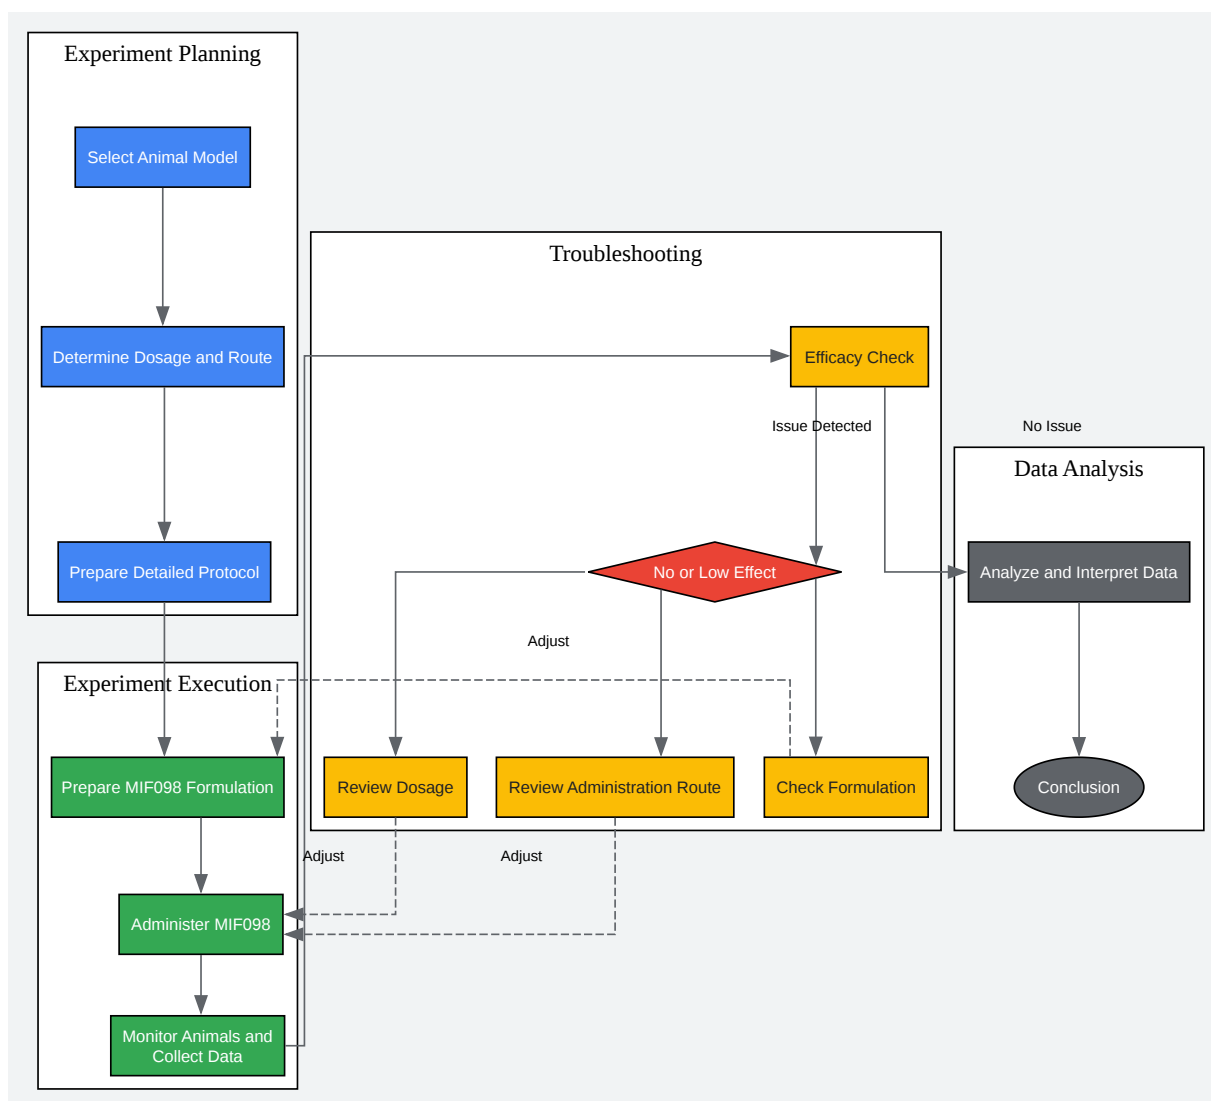 Experiment Planning
Select Animal Model
Determine Dosage and Route
Prepare Detailed Protocol
Troubleshooting
Efficacy Check
Issue Detected
No or Low Effect
Adjust
Review Dosage
Review Administration Route
Check Formulation
Adjust
Adjust
No Issue
Data Analysis
Analyze and Interpret Data
Conclusion
Experiment Execution
Prepare MIF098 Formulation
Administer MIF098
Monitor Animals and
Collect Data